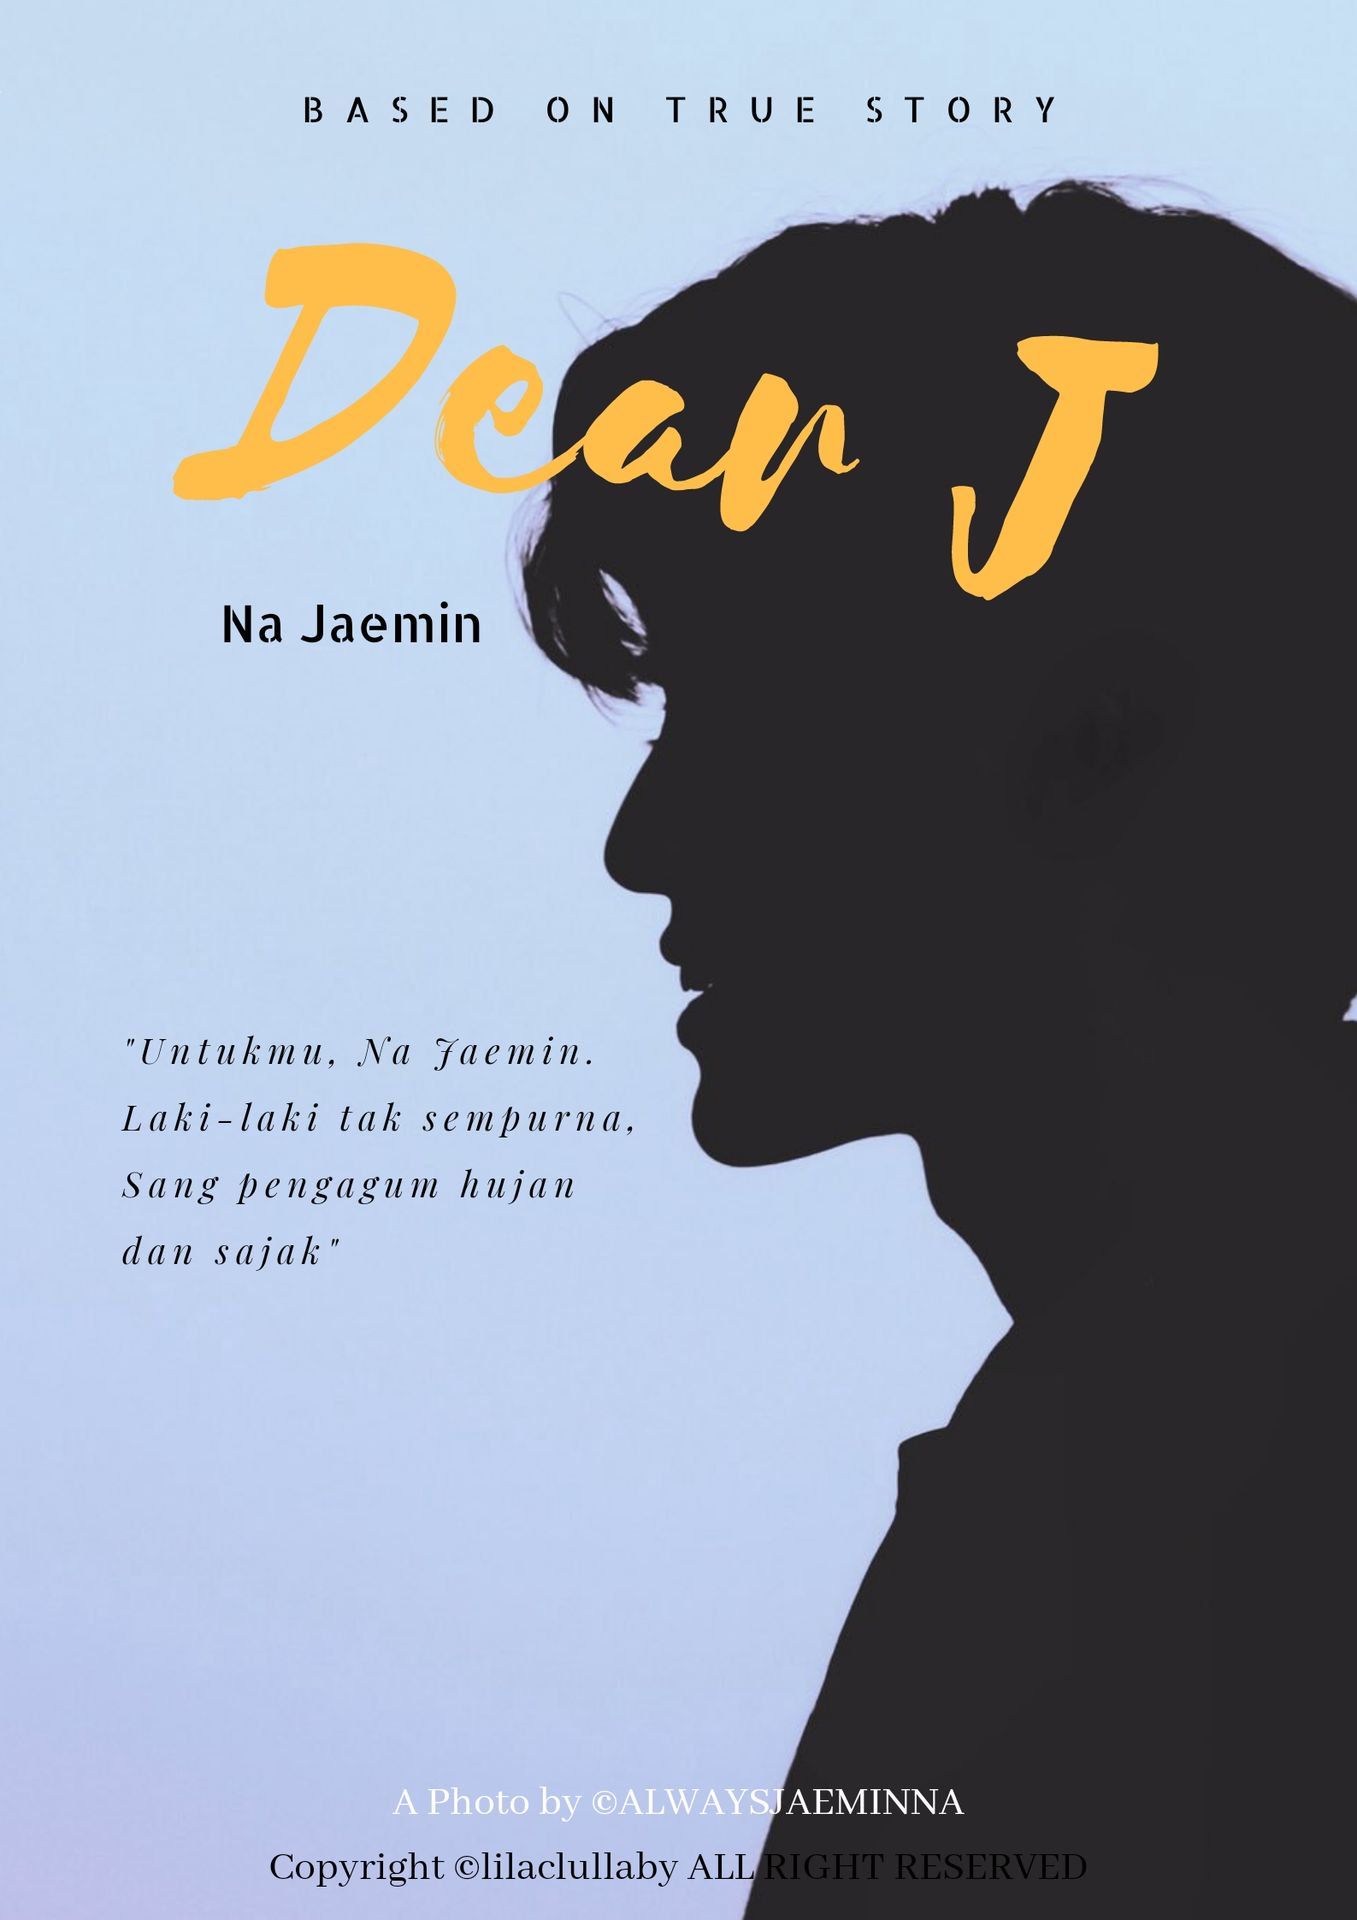 BASED ON TRUE STORY
Dear J
Na Jaemin
"Untukmu, Na Jaemin.
Laki-laki tak sempurna,
Sang pengagum hujan
dan sajak"
A Photo by ©ALWAYSJAEMINNA
Copyright ©lilaclullaby ALL RIGHT RESERVED